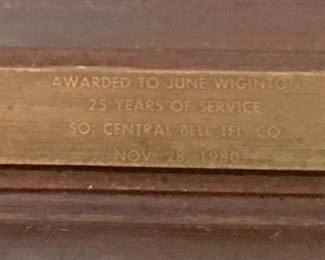 AWARDED TO JUNE WIGINTON
25 YEARS OF SERVICE
SO. CENTRAL BELL TEL CO
NOV. 28, 1980